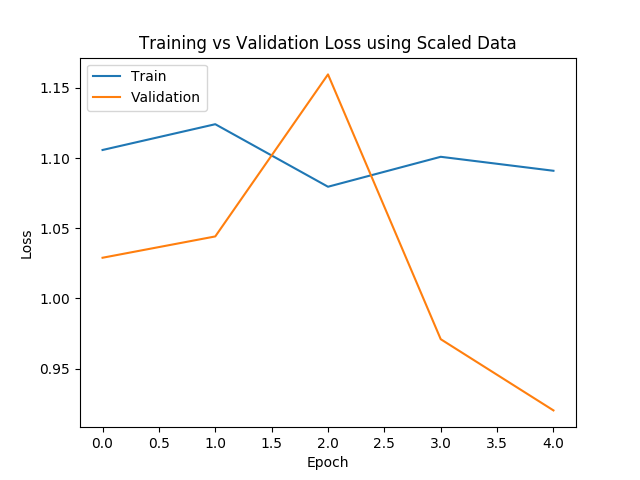 Training vs Validation Loss using Scaled Data
Train
Validation
1.15
1.10
1.05
1.00
0.95
Loss
0.0 0.5 1.0 1.5 2.0 2.5 3.0 3.5 4.0
Epoch